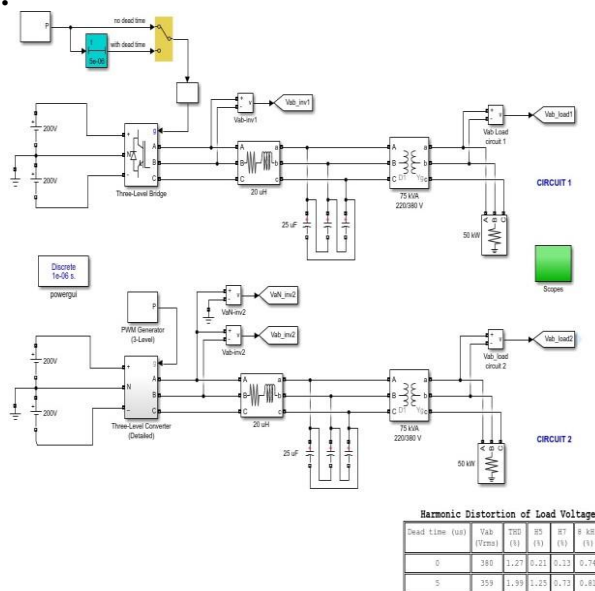 no dead time
P
with dead time
5e-06
200V
200V
g
A
B
C
+
N
-
Three-Level Bridge
+
-
v
Vab-inv1
Vab_inv1
A
B
C
a
b
c
20 uH
25 uF
A
B
C
a
b
c
75 kVA
220/380 V
+
-
v
Vab Load
circuit 1
Vab_load1
A B C
50 kW
CIRCUIT 1
Discrete
1e-06 s.
powergui
Scopes
P
PWM Generator
(3-Level)
+
-
v
VaN-inv2
VaN_inv2
+
-
v
Vab-inv2
Vab_inv2
200V
200V
g
+
N
-
A
B
C
Three-Level Converter
(Detailed)
A
B
C
a
b
c
20 uH
25 uF
A
B
C
a
b
c
75 kVA
220/380 V
+
-
v
Vab_load
circuit 2
Vab_load2
A B C
50 kW
CIRCUIT 2
Harmonic Distortion of Load Voltage
Dead time (us) Vab (Vrms) THD (%) H5 (%) H7 (%) 8 kH (%)
0 380 1.27 0.21 0.13 0.74
5 359 1.99 1.25 0.73 0.81